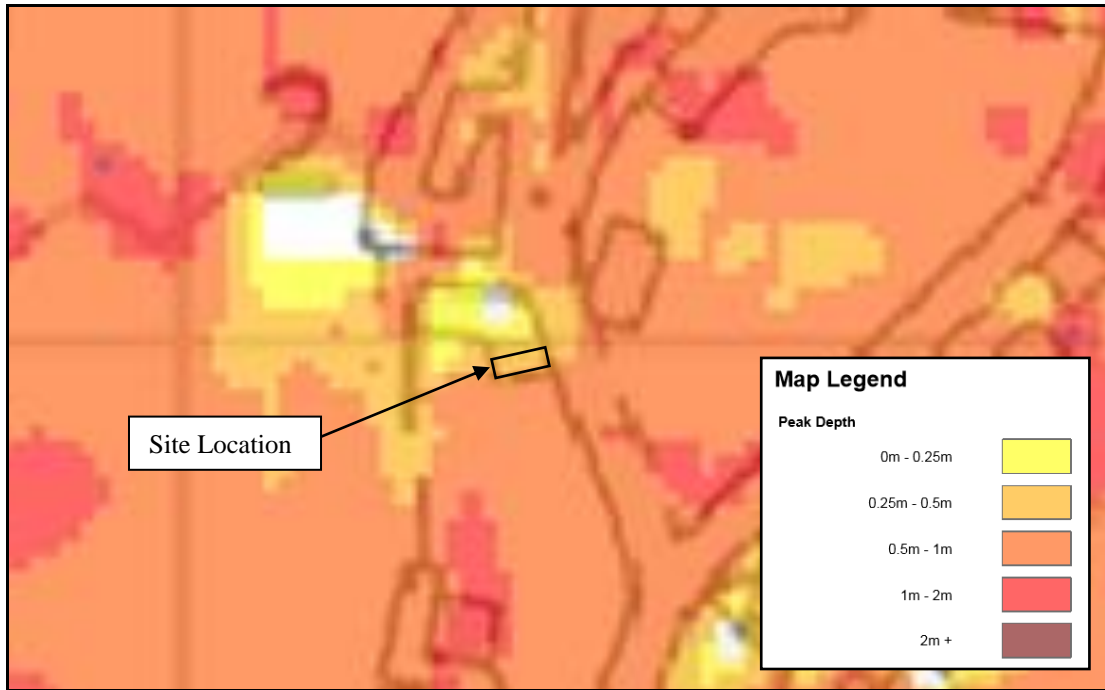 Site Location
Map Legend
Peak Depth
0m - 0.25m
0.25m - 0.5m
0.5m - 1m
1m - 2m
2m +